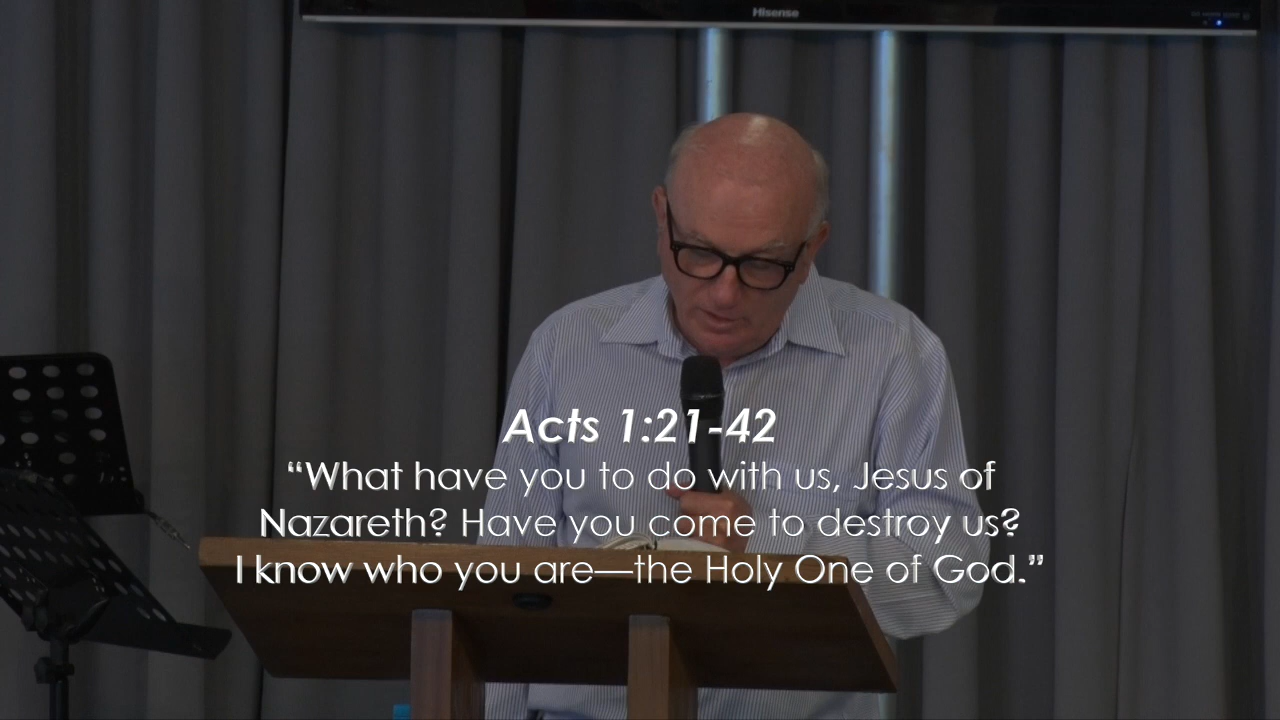 Hisense
Acts 1:21-42
“What have you to do with us, Jesus of
Nazareth? Have you come to destroy us?
I know who you are—the Holy One of God.”